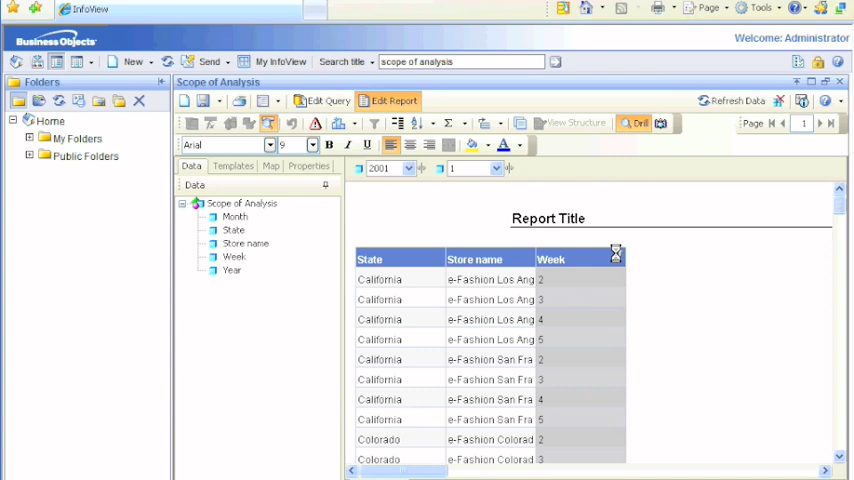 InfoView
Page
Tools
Business Objects
Welcome: Administrator
New
Send
My InfoView
Search title
scope of analysis
Folders
Scope of Analysis
Edit Query
Edit Report
Refresh Data
Home
My Folders
Public Folders
View Structure
Drill
Page
1
Arial
9
B I U
A
Data
Templates
Map
Properties
2001
1
Data
Scope of Analysis
Month
State
Store name
Week
Year
Report Title
State Store name Week
California e-Fashion Los Ang 2
California e-Fashion Los Ang 3
California e-Fashion Los Ang 4
California e-Fashion Los Ang 5
California e-Fashion San Fra 2
California e-Fashion San Fra 3
California e-Fashion San Fra 4
California e-Fashion San Fra 5
Colorado e-Fashion Colorad 2
Colorado e-Fashion Colorad 3